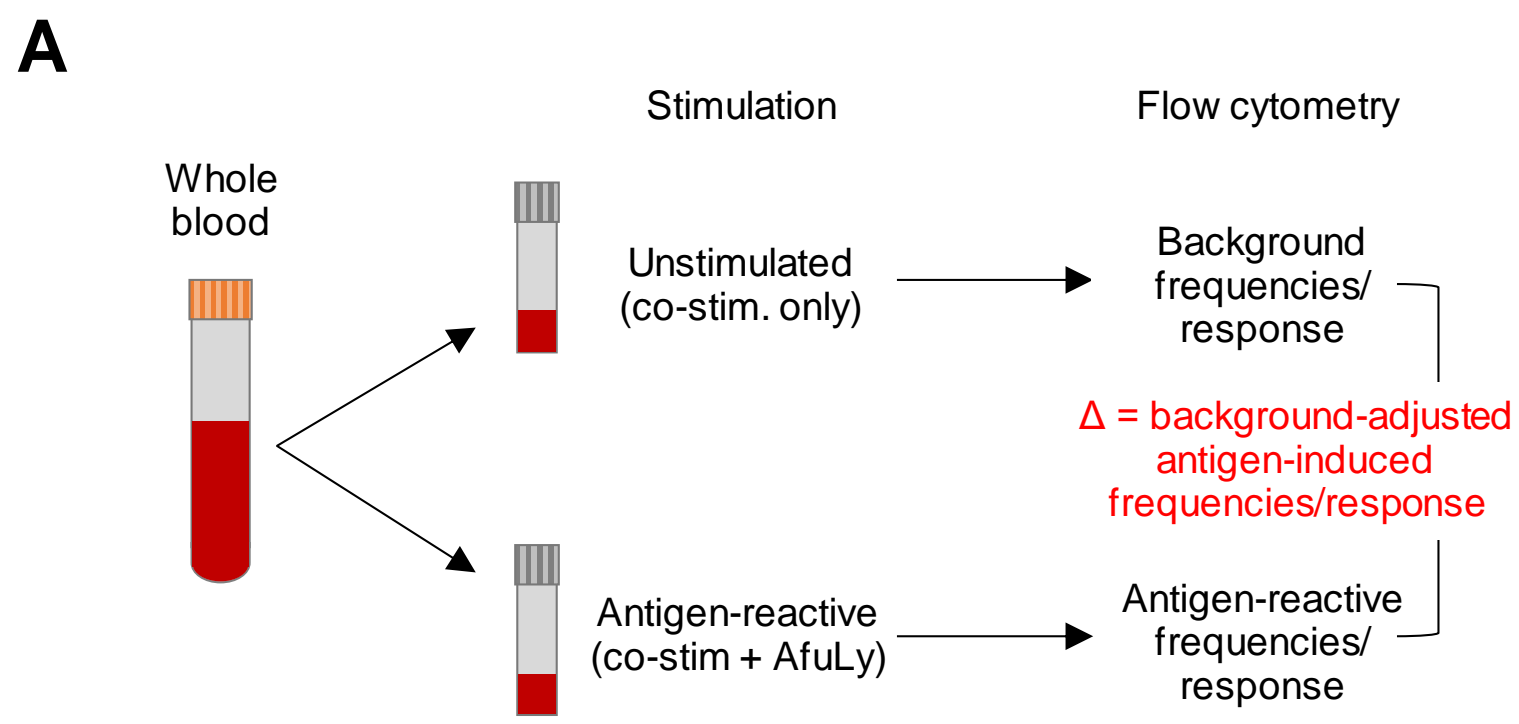 A
Stimulation
Flow cytometry
Whole
blood
Unstimulated
(co-stim. only)
Background
frequencies/
response
Δ = background-adjusted
antigen-induced
frequencies/response
Antigen-reactive
(co-stim + AfuLy)
Antigen-reactive
frequencies/
response